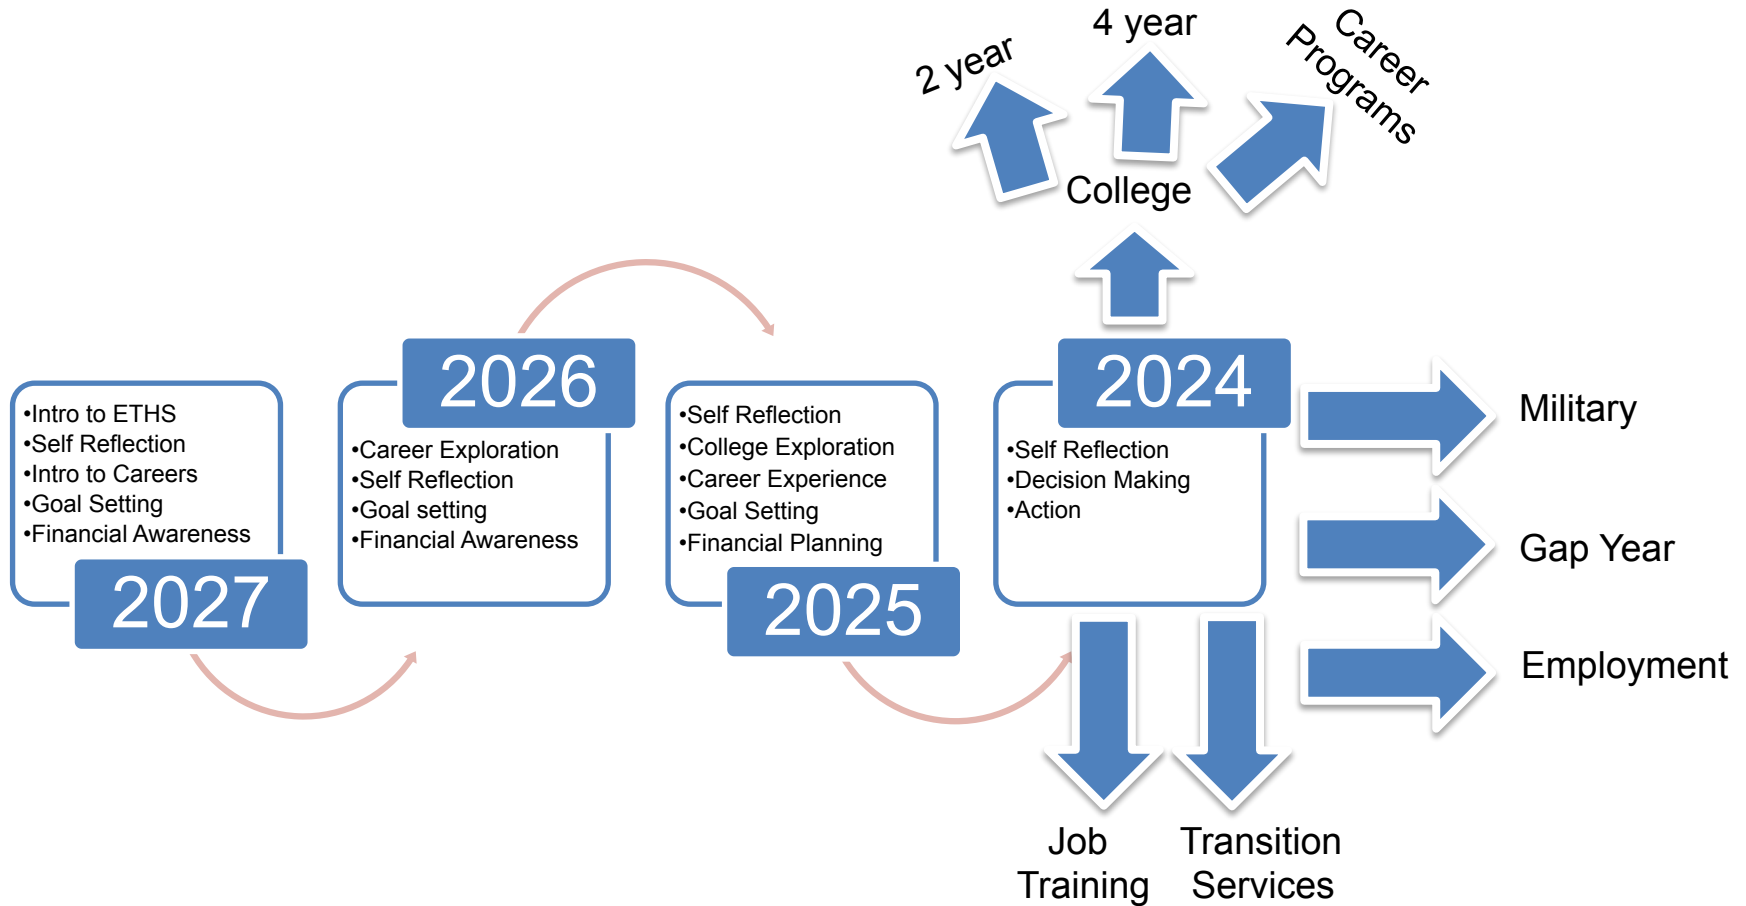 2 year
4 year
Career
Programs
College
•Intro to ETHS
•Self Reflection
•Intro to Careers
•Goal Setting
•Financial Awareness
2027
2026
•Career Exploration
•Self Reflection
•Goal setting
•Financial Awareness
•Self Reflection
•College Exploration
•Career Experience
•Goal Setting
•Financial Planning
2025
2024
•Self Reflection
•Decision Making
•Action
Military
Gap Year
Employment
Job
Training
Transition
Services